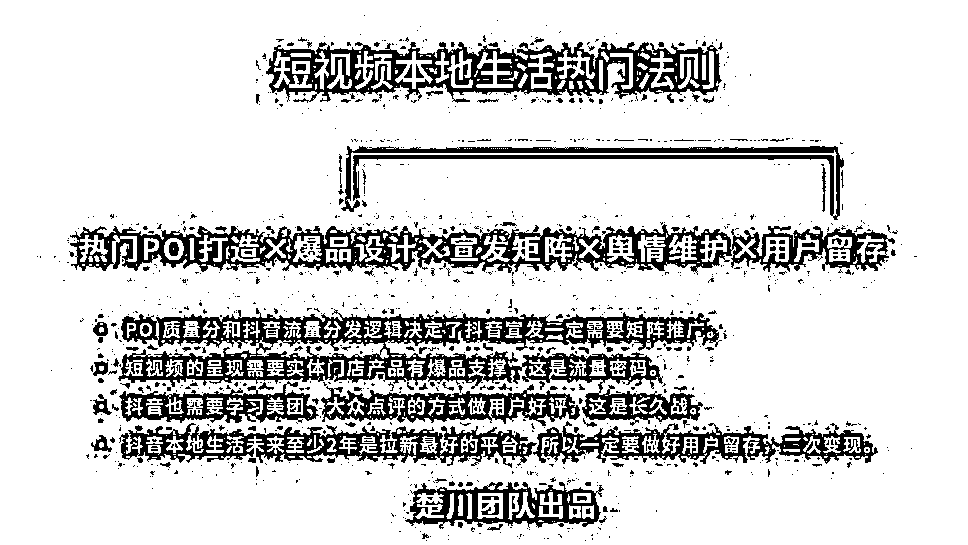 短视频本地生活热门法则
热门POI打造×爆品设计×宣发矩阵×舆情维护×用户留存
POI质量分和抖音流量分发逻辑决定了抖音宣发一定需要矩阵推广。
短视频的呈现需要实体门店产品有爆品支撑，这是流量密码。
抖音也需要学习美团、大众点评的方式做用户好评，这是长久战。
抖音本地生活未来至少2年是拉新最好的平台，所以一定要做好用户留存，二次变现。
楚川团队出品